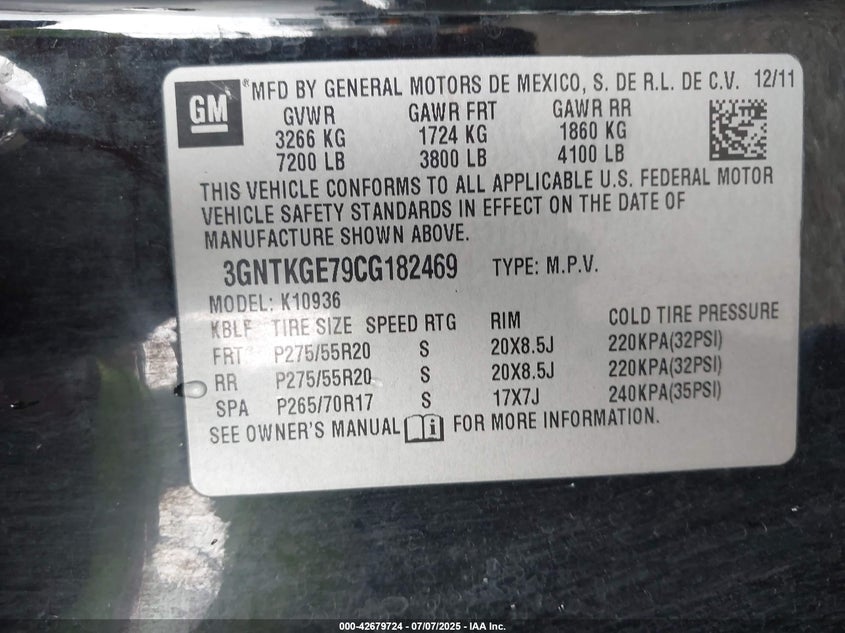 GM ® MFD BY GENERAL MOTORS DE MEXICO, S. DE R.L. DE C.V. 12/11
GVWR GAWR FRT GAWR RR
3266 KG 1724 KG 1860 KG
7200 LB 3800 LB 4100 LB
THIS VEHICLE CONFORMS TO ALL APPLICABLE U.S. FEDERAL MOTOR
VEHICLE SAFETY STANDARDS IN EFFECT ON THE DATE OF
MANUFACTURE SHOWN ABOVE.
3GNTKGE79CG182469 TYPE: M.P.V.
MODEL: K10936
KBLF TIRE SIZE SPEED RTG RIM COLD TIRE PRESSURE
FRT P275/55R20 S 20X8.5J 220KPA(32PSI)
RR P275/55R20 S 20X8.5J 220KPA(32PSI)
SPA P265/70R17 S 17X7J 240KPA(35PSI)
SEE OWNER'S MANUAL FOR MORE INFORMATION.
000-42679724 - 07/07/2025 - IAA Inc.